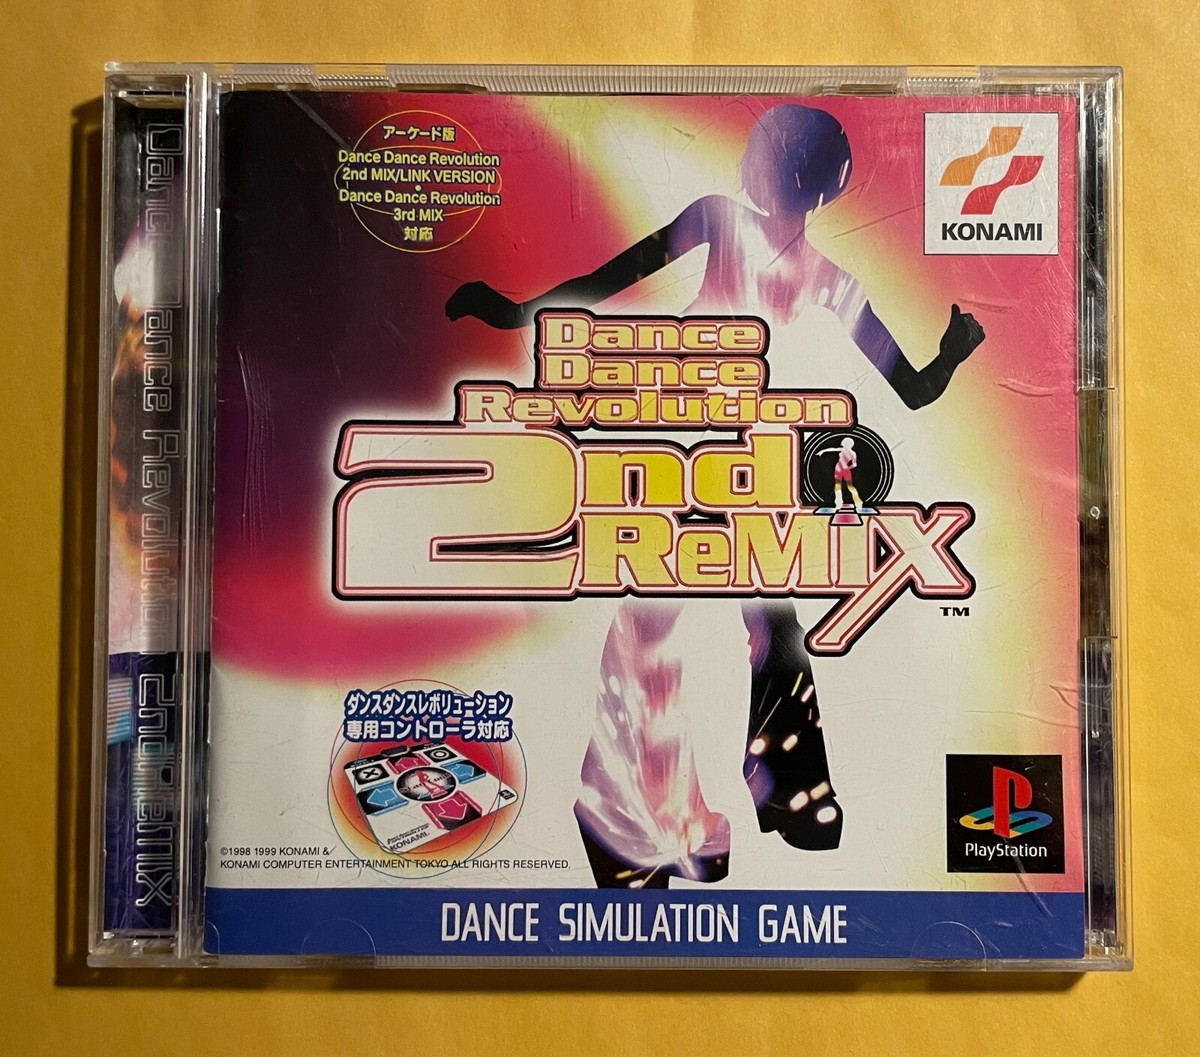 アーケード版
Dance Dance Revolution
2nd MIX/LINK VERSION
・
Dance Dance Revolution
3rd MIX
対応
KONAMI
Dance
Dance
Revolution
2nd
ReMIX
TM
ダンスダンスレボリューション
専用コントローラ対応
KONAMI
©1998 1999 KONAMI &
KONAMI COMPUTER ENTERTAINMENT TOKYO ALL RIGHTS RESERVED.
PlayStation
DANCE SIMULATION GAME
Dance Dance Revolution 2ndReMIX